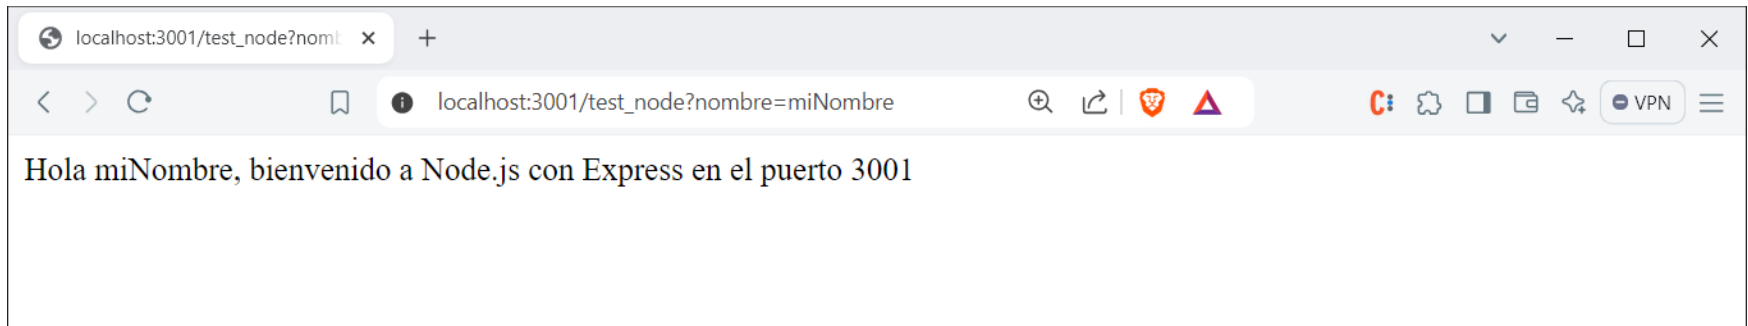 localhost:3001/test_node?nomb
localhost:3001/test_node?nombre=miNombre
VPN
Hola miNombre, bienvenido a Node.js con Express en el puerto 3001